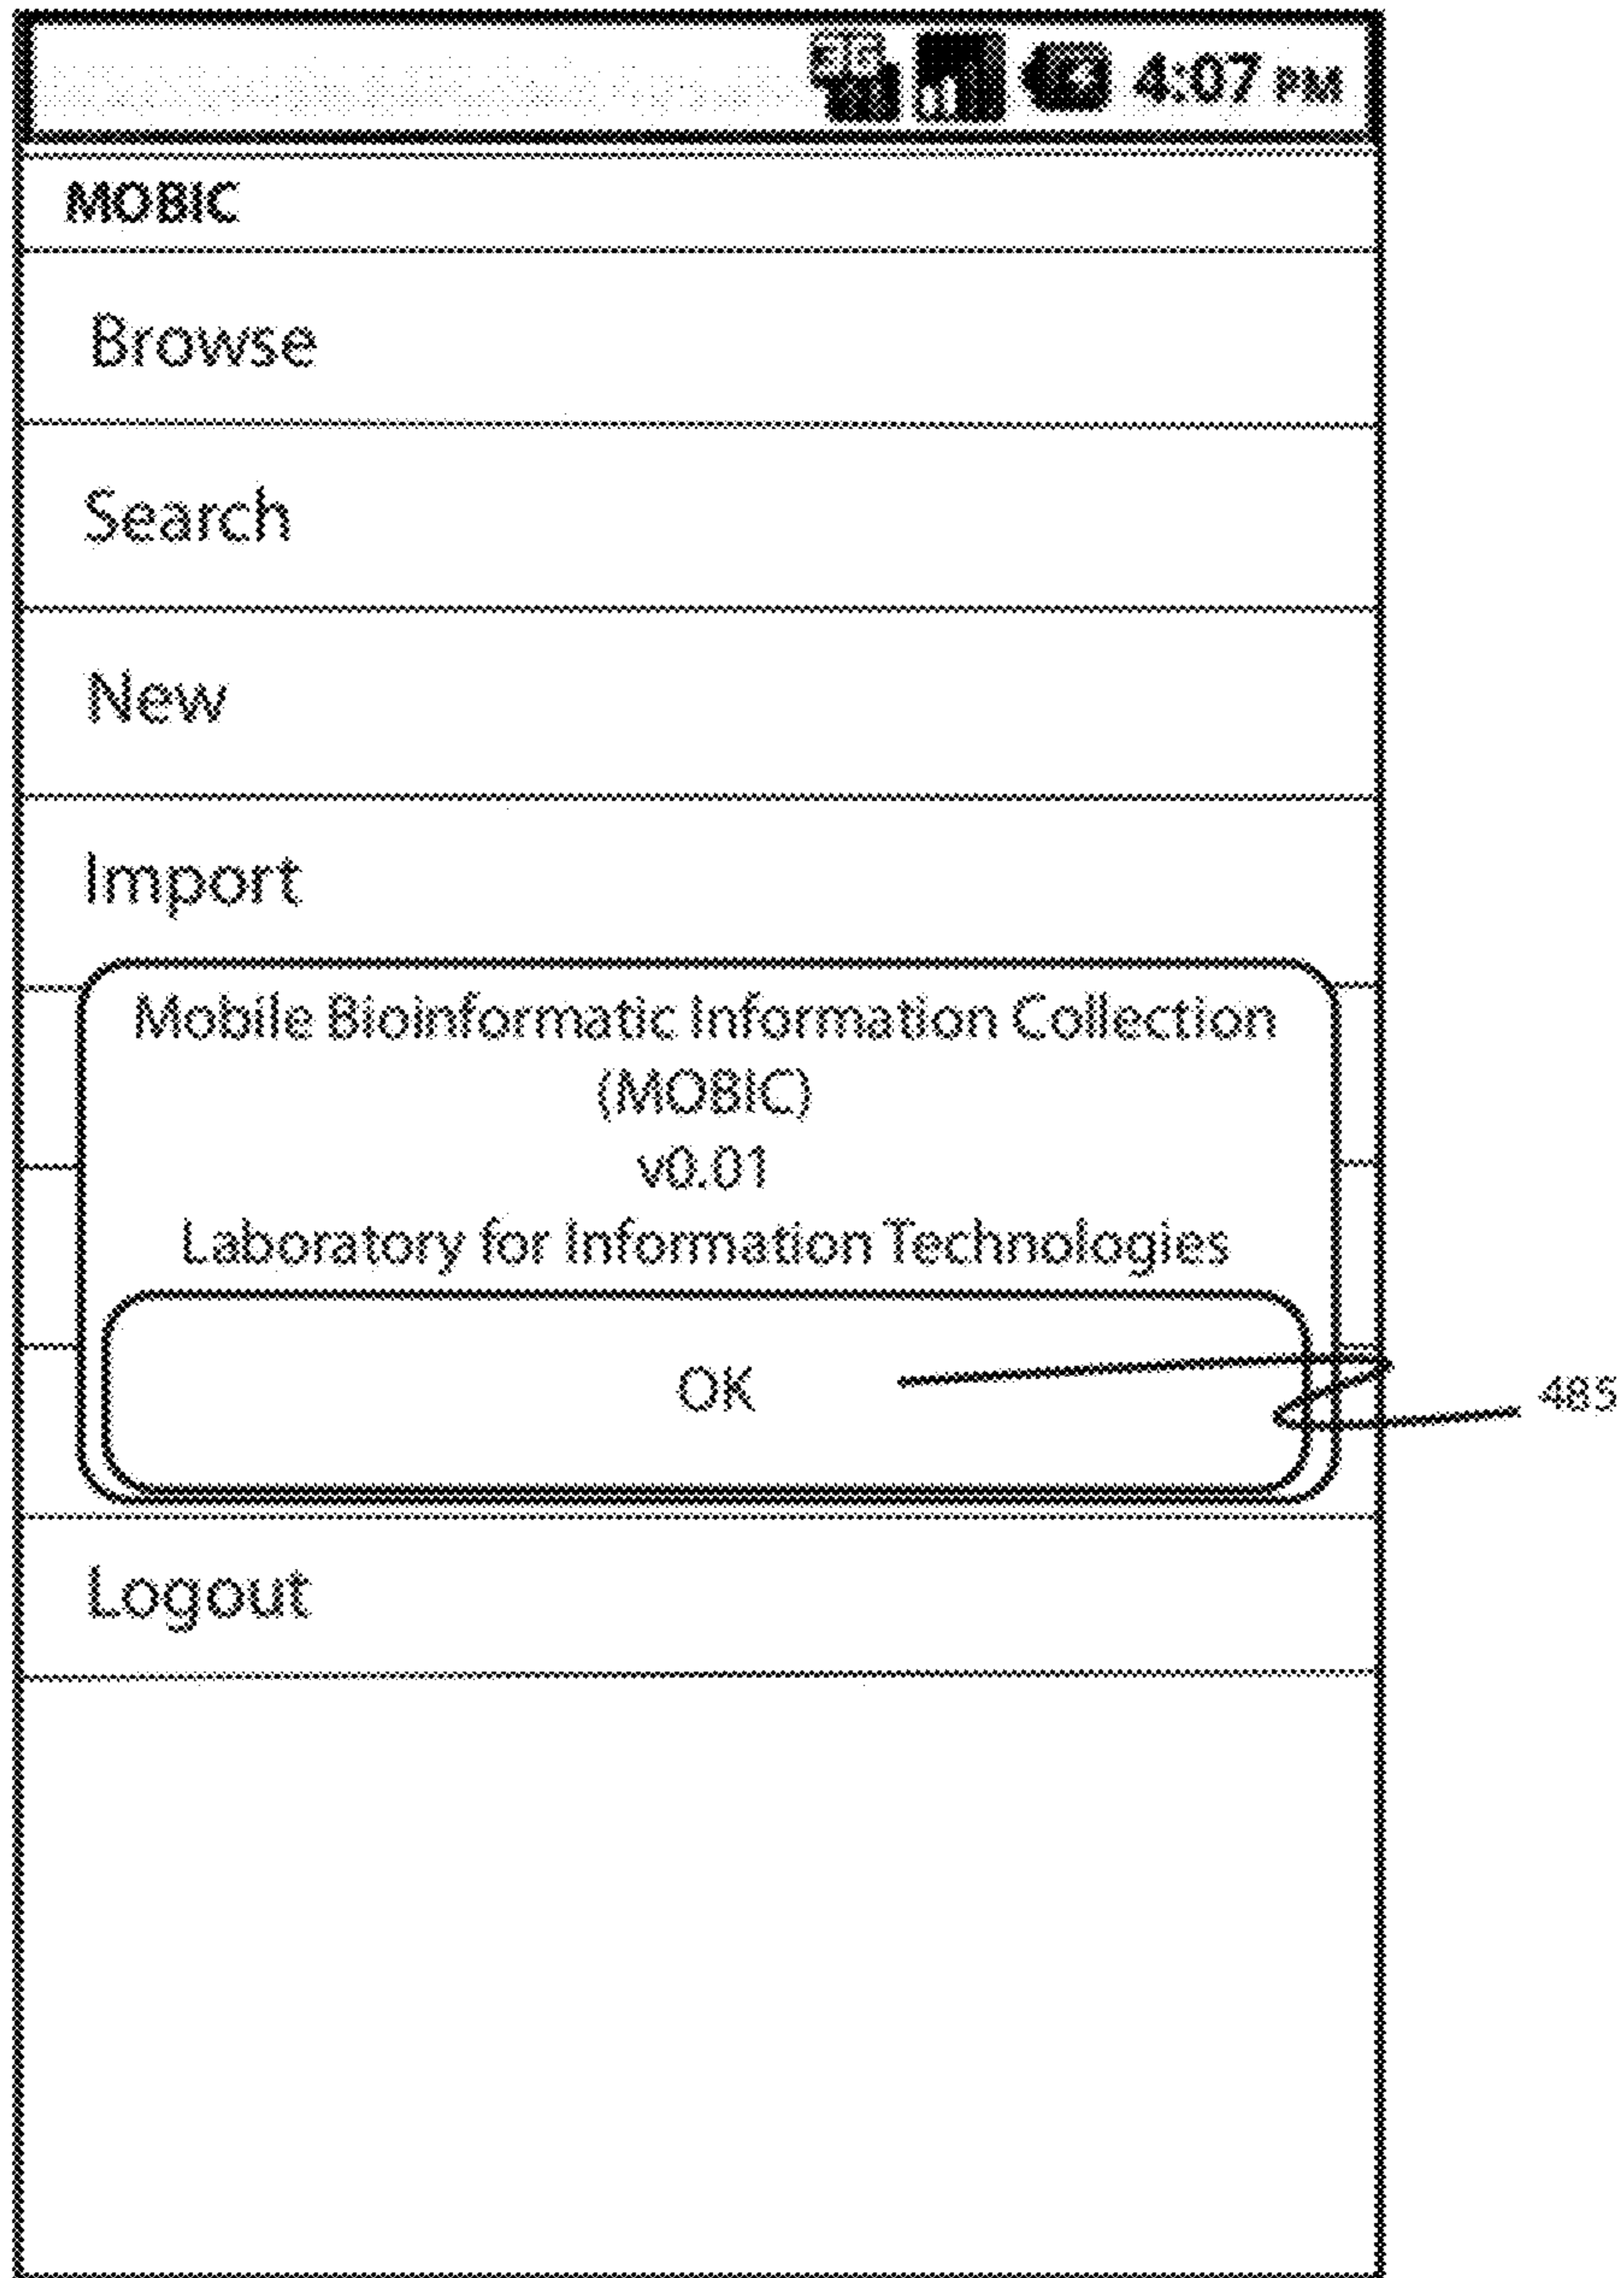 4:07 PM
MOBIC
Browse
Search
New
Import
Mobile Bioinformatic Information Collection
(MOBIC)
v0.01
Laboratory for Information Technologies
OK
485
Logout